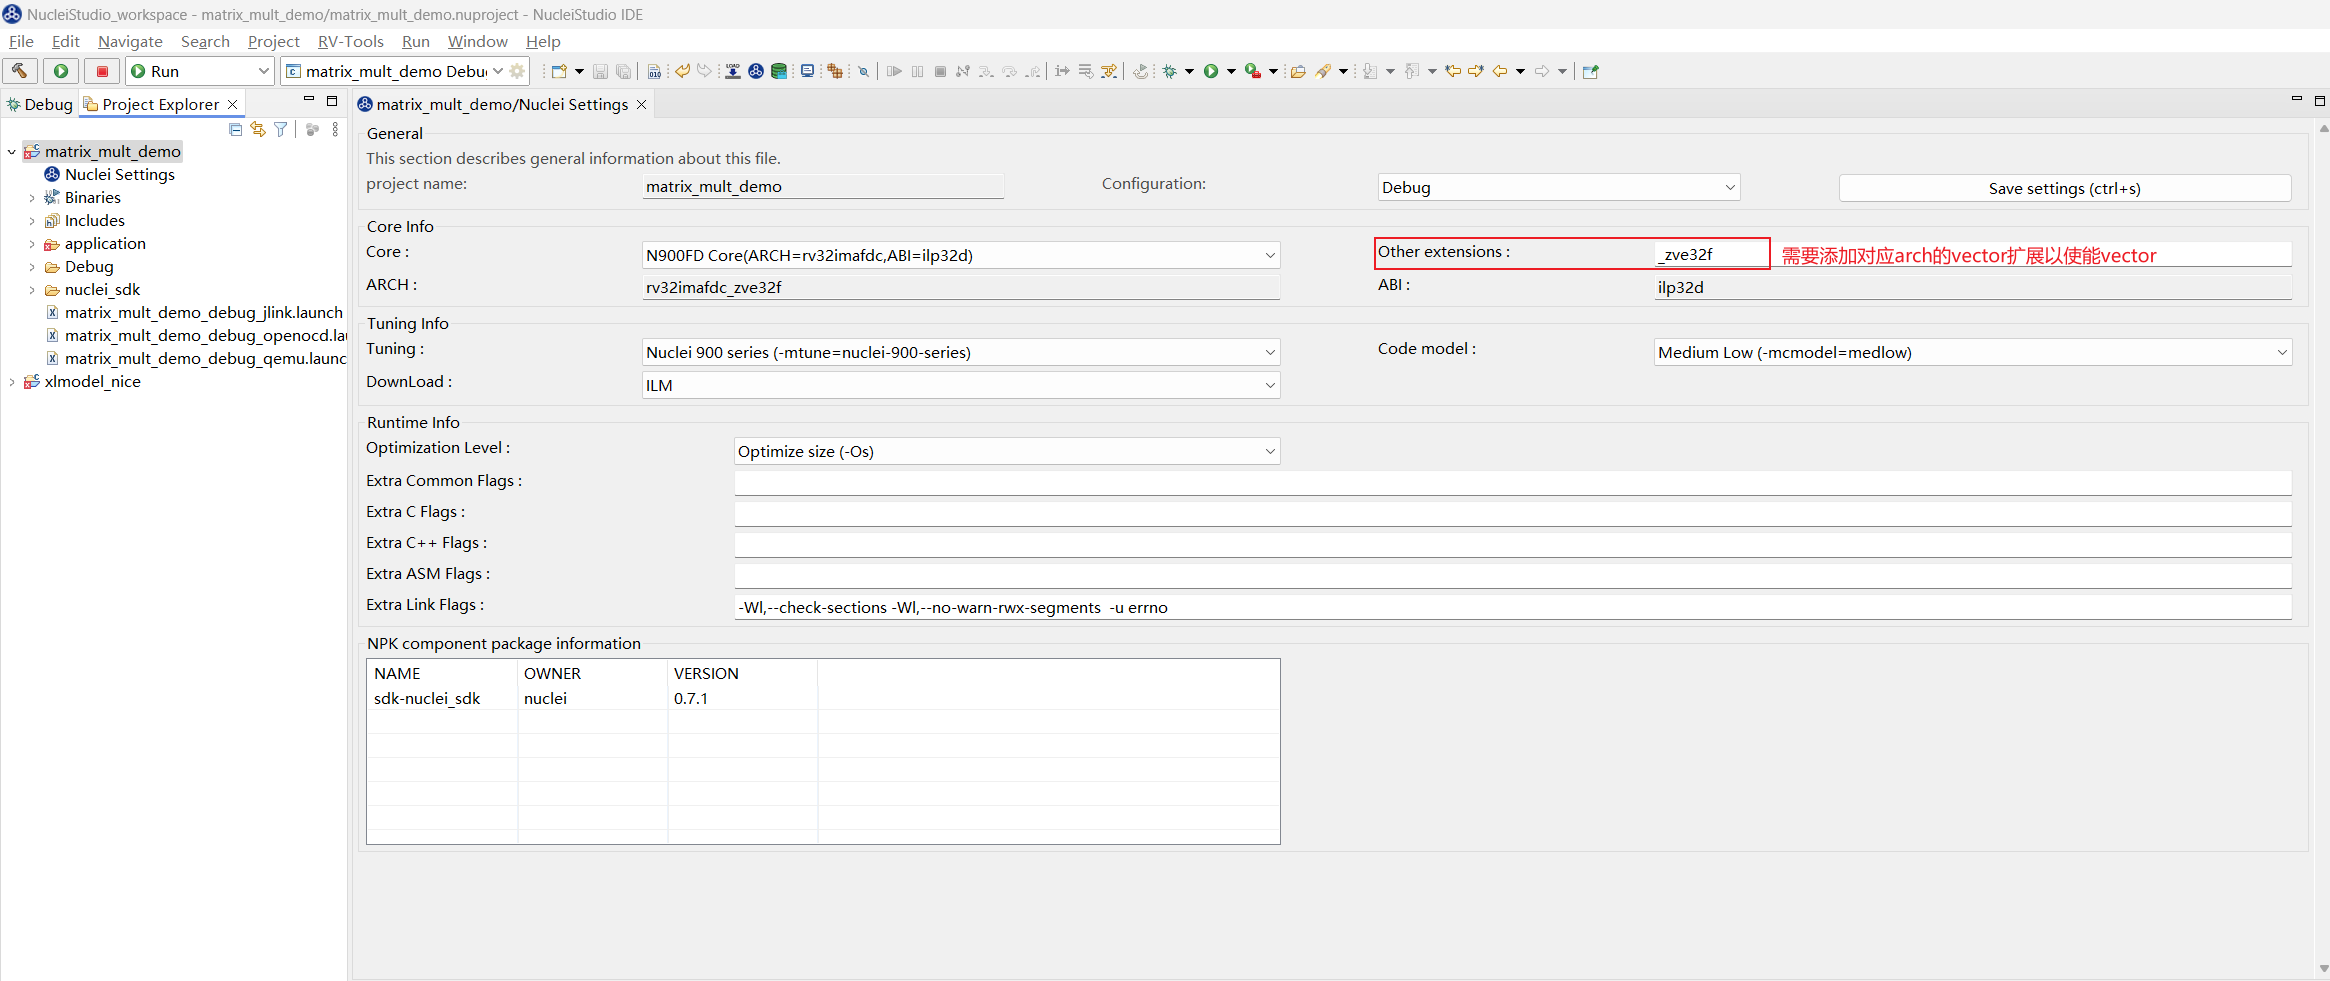 NucleiStudio_workspace - matrix_mult_demo/matrix_mult_demo.nuproject - NucleiStudio IDE
File Edit Navigate Search Project RV-Tools Run Window Help
Run matrix_mult_demo Debu
Debug Project Explorer
matrix_mult_demo
Nuclei Settings
Binaries
Includes
application
Debug
nuclei_sdk
matrix_mult_demo_debug_jlink.launch
matrix_mult_demo_debug_openocd.lau
matrix_mult_demo_debug_qemu.launc
xlmodel_nice
matrix_mult_demo/Nuclei Settings
General
This section describes general information about this file.
project name: matrix_mult_demo Configuration: Debug Save settings (ctrl+s)
Core Info
Core : N900FD Core(ARCH=rv32imafdc,ABI=ilp32d) Other extensions : _zve32f 需要添加对应arch的vector扩展以使能vector
ARCH : rv32imafdc_zve32f ABI : ilp32d
Tuning Info
Tuning : Nuclei 900 series (-mtune=nuclei-900-series) Code model : Medium Low (-mcmodel=medlow)
DownLoad : ILM
Runtime Info
Optimization Level : Optimize size (-Os)
Extra Common Flags :
Extra C Flags :
Extra C++ Flags :
Extra ASM Flags :
Extra Link Flags : -Wl,--check-sections -Wl,--no-warn-rwx-segments -u errno
NPK component package information
NAME OWNER VERSION
sdk-nuclei_sdk nuclei 0.7.1